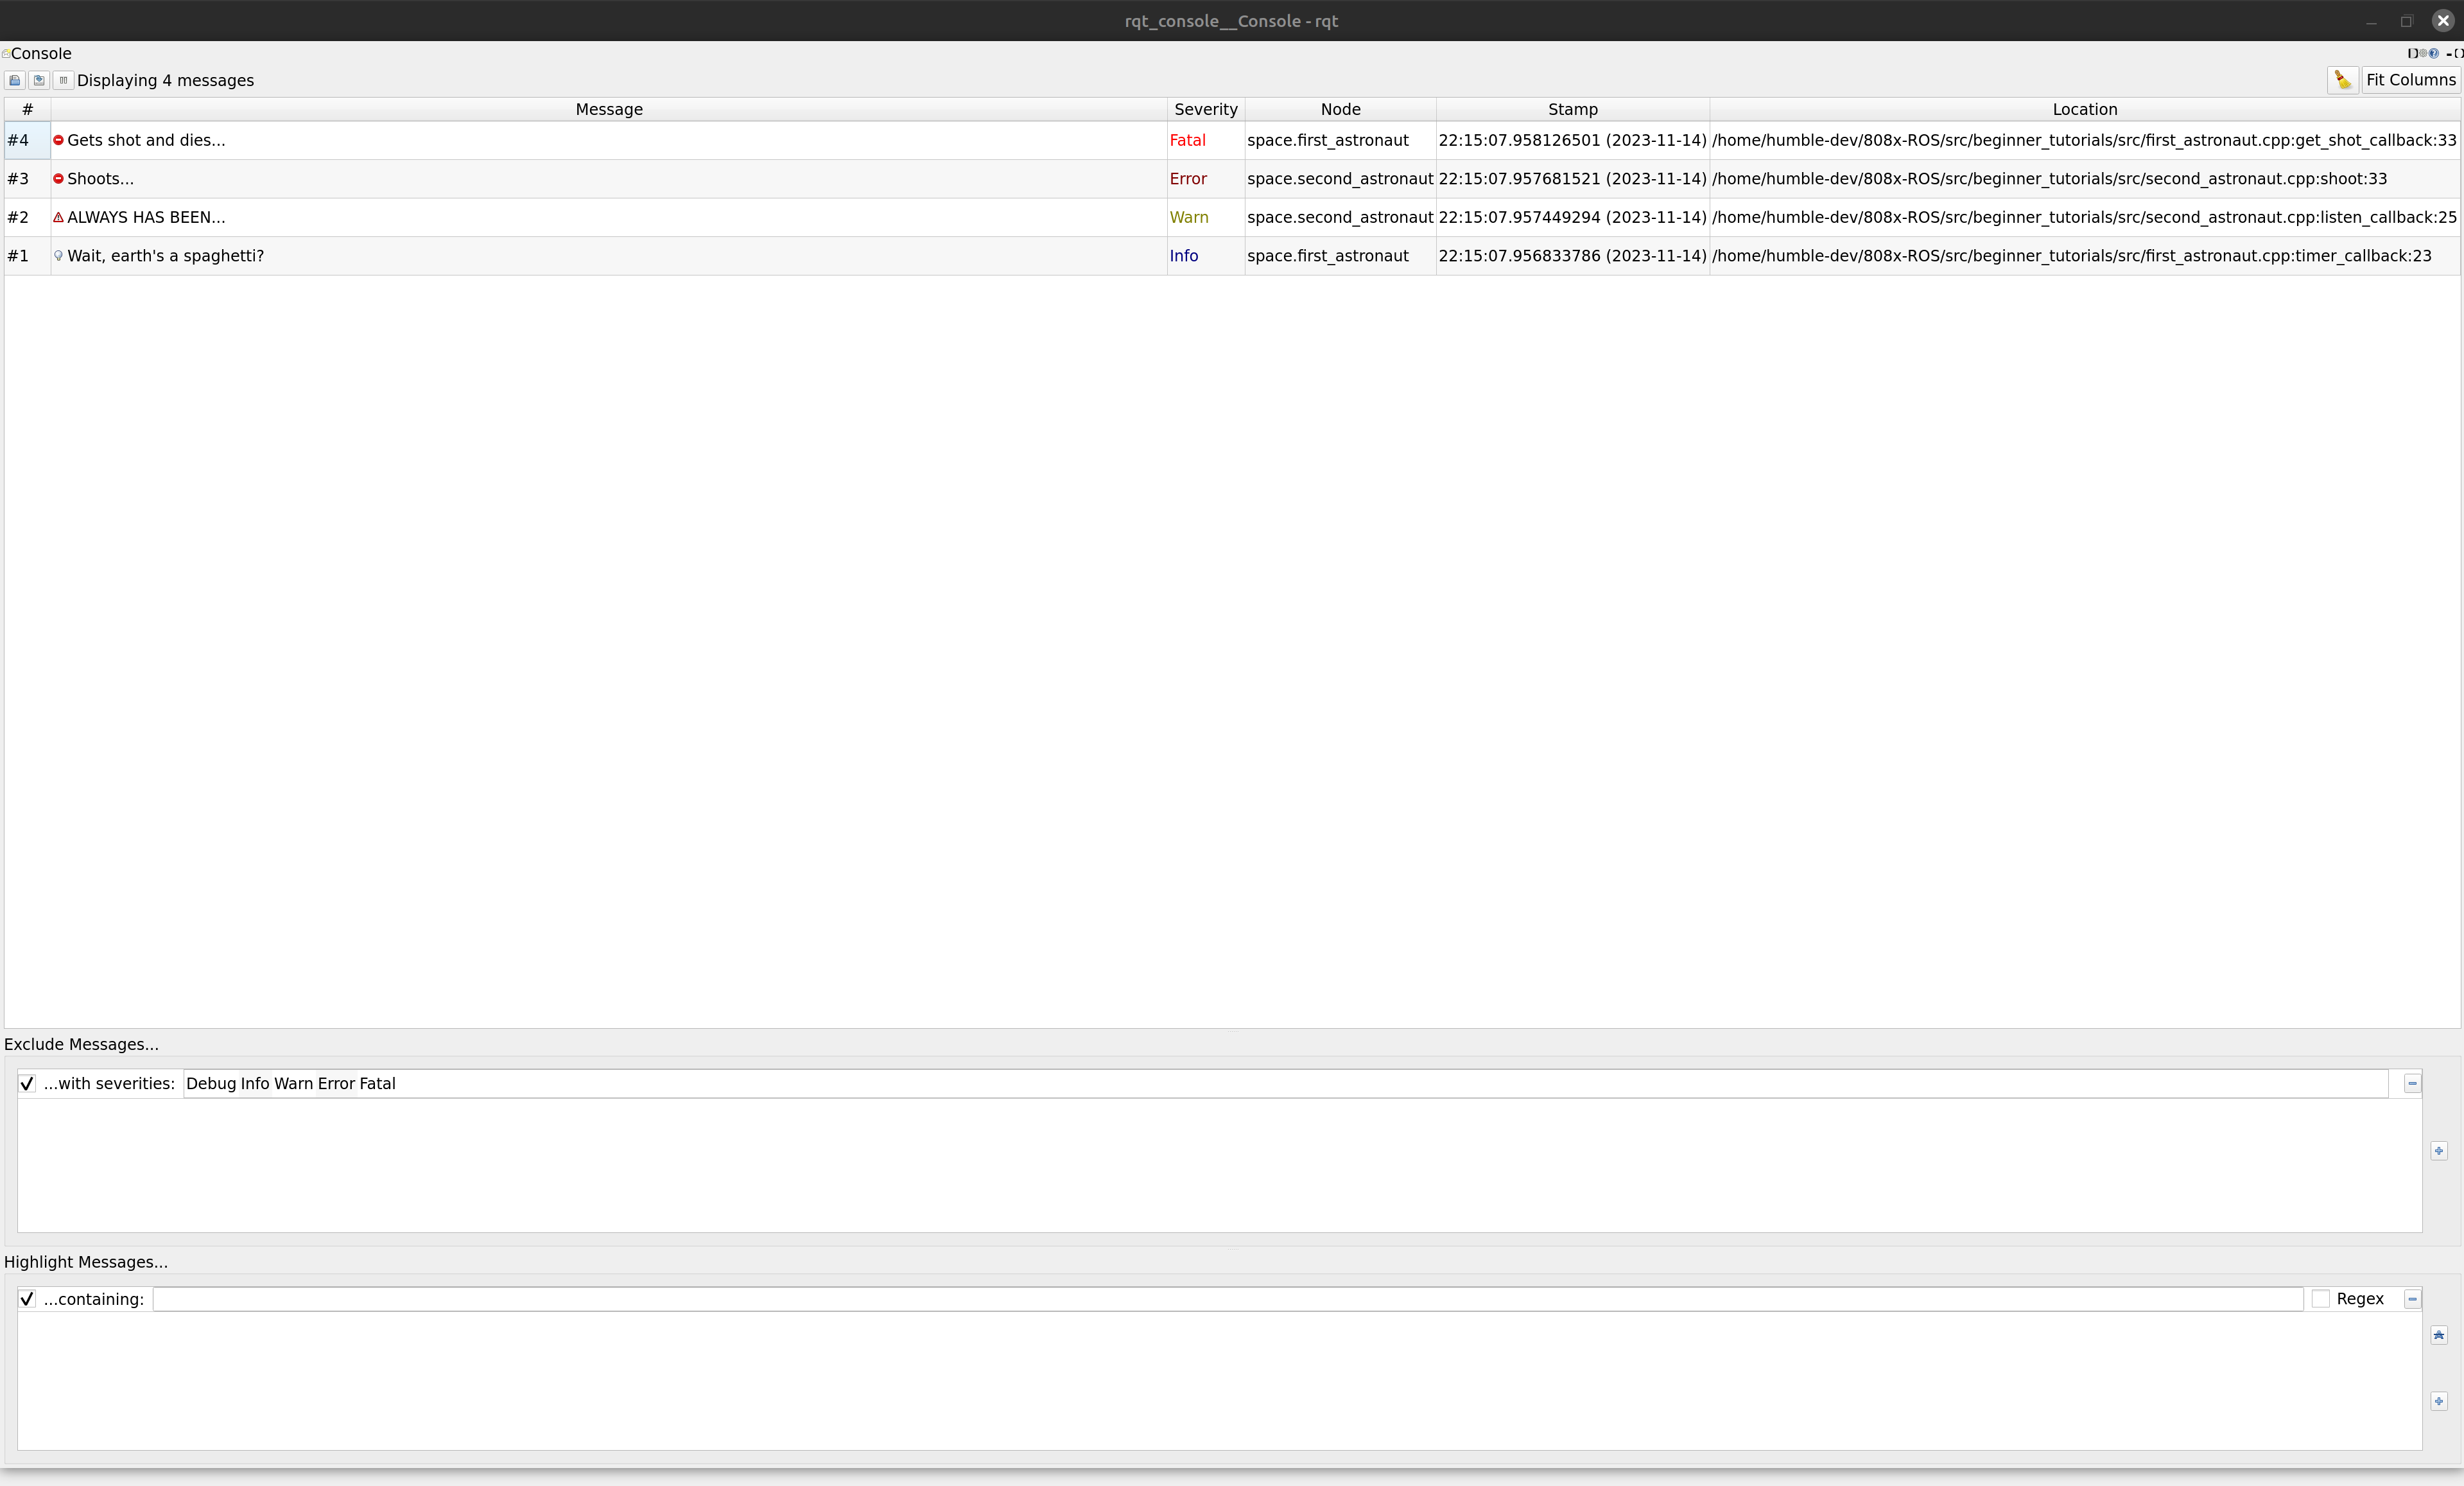 rqt_console__Console - rqt
Console
Displaying 4 messages Fit Columns
# Message Severity Node Stamp Location
#4 Gets shot and dies... Fatal space.first_astronaut 22:15:07.958126501 (2023-11-14) /home/humble-dev/808x-ROS/src/beginner_tutorials/src/first_astronaut.cpp:get_shot_callback:33
#3 Shoots... Error space.second_astronaut 22:15:07.957681521 (2023-11-14) /home/humble-dev/808x-ROS/src/beginner_tutorials/src/second_astronaut.cpp:shoot:33
#2 ALWAYS HAS BEEN... Warn space.second_astronaut 22:15:07.957449294 (2023-11-14) /home/humble-dev/808x-ROS/src/beginner_tutorials/src/second_astronaut.cpp:listen_callback:25
#1 Wait, earth's a spaghetti? Info space.first_astronaut 22:15:07.956833786 (2023-11-14) /home/humble-dev/808x-ROS/src/beginner_tutorials/src/first_astronaut.cpp:timer_callback:23
Exclude Messages...
...with severities: Debug Info Warn Error Fatal
Highlight Messages...
...containing: Regex